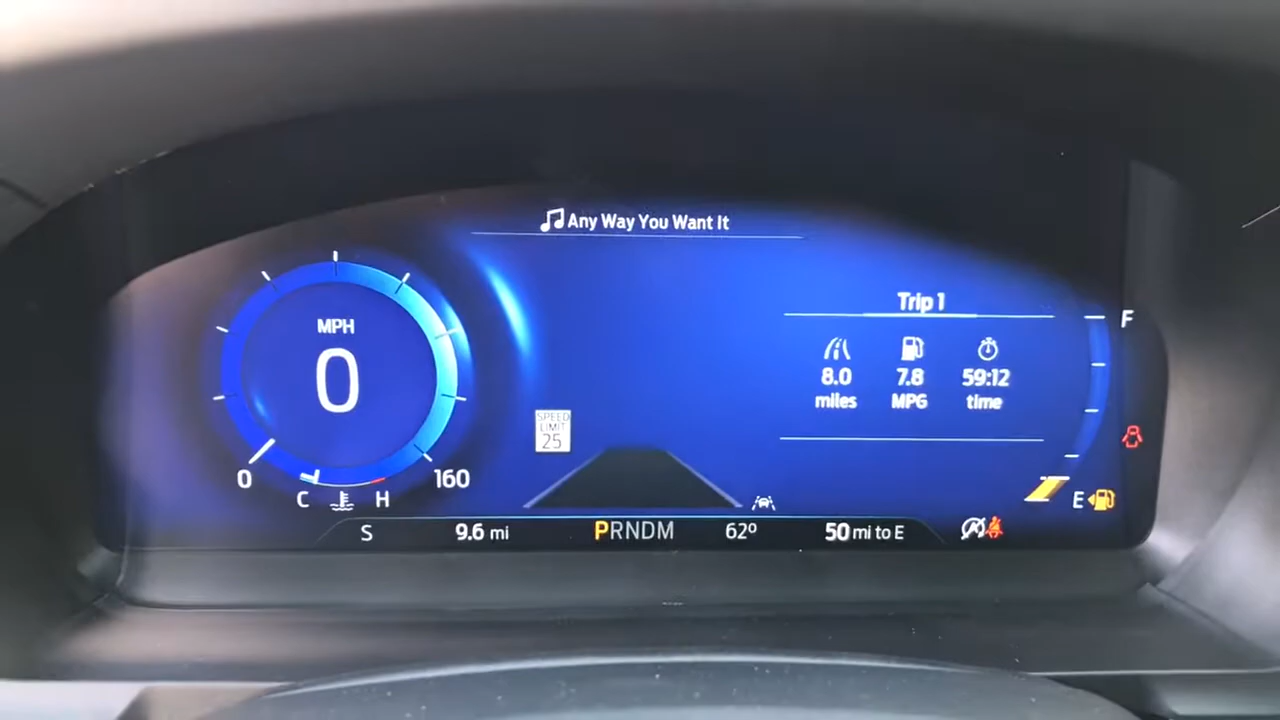 Any Way You Want It
Trip 1
F
MPH
0
8.0
7.8
59:12
miles
MPG
time
SPEED
LIMIT
25
0
160
C
H
E
S
9.6 mi
PRNDM
62º
50 mi to E